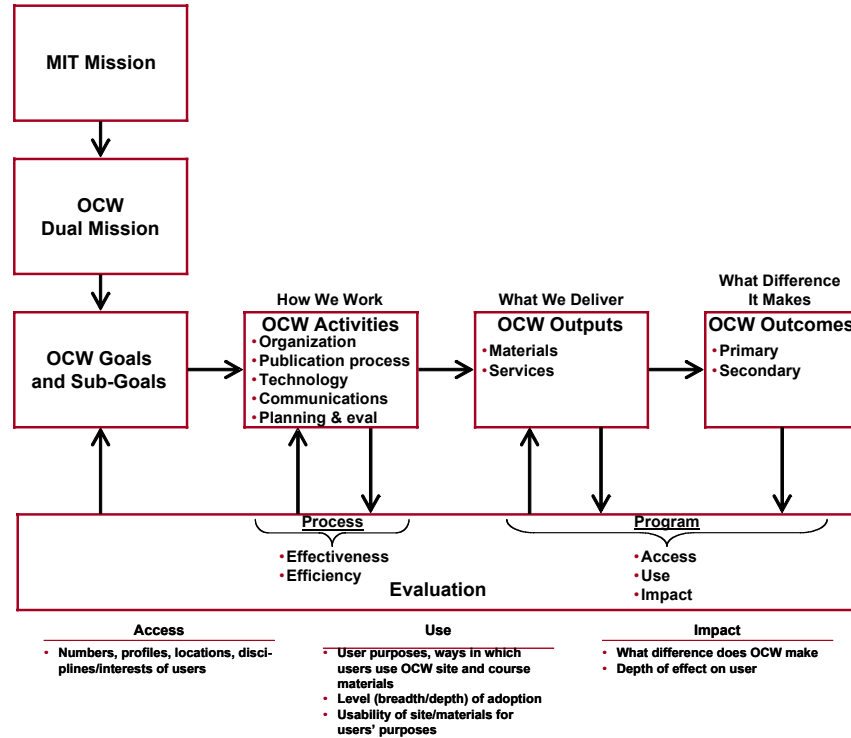 MIT Mission
OCW
Dual Mission
OCW Goals
and Sub-Goals
How We Work
OCW Activities
• Organization
• Publication process
• Technology
• Communications
• Planning & eval
What We Deliver
OCW Outputs
• Materials
• Services
What Difference
It Makes
OCW Outcomes
• Primary
• Secondary
Process
• Effectiveness
• Efficiency
Program
• Access
• Use
• Impact
Evaluation
Access
• Numbers, profiles, locations, disci-
plines/interests of users
Use
• User purposes, ways in which
users use OCW site and course
materials
• Level (breadth/depth) of adoption
• Usability of site/materials for
users' purposes
Impact
• What difference does OCW make
• Depth of effect on user